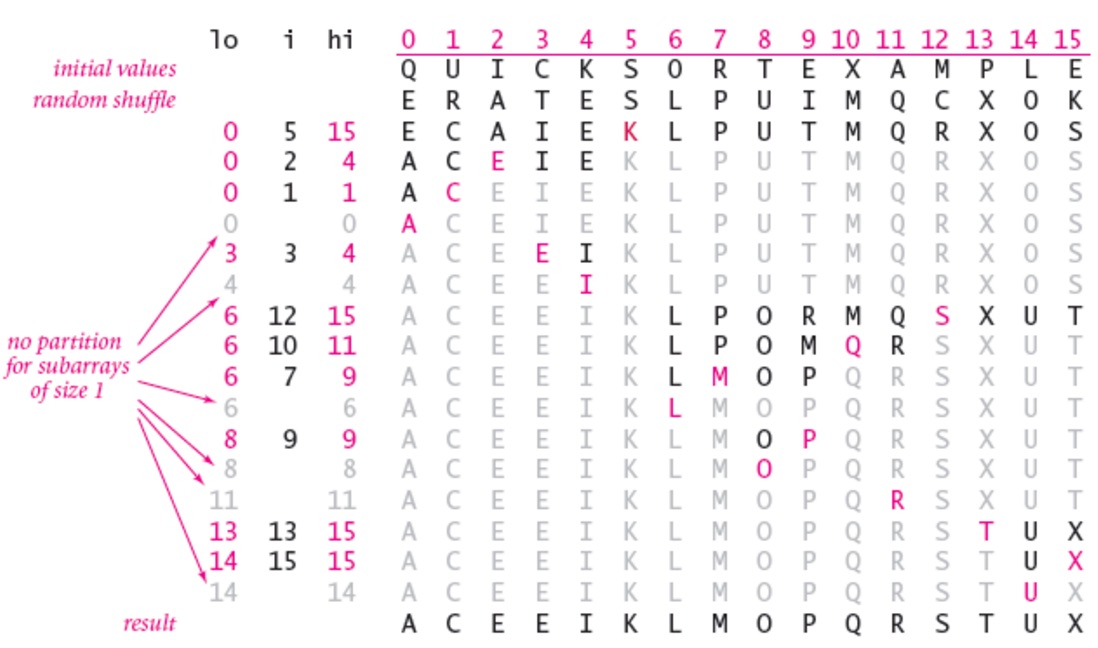 lo i hi 0 1 2 3 4 5 6 7 8 9 10 11 12 13 14 15
initial values Q U I C K S O R T E X A M P L E
random shuffle E R A T E S L P U I M Q C X O K
0 5 15 E C A I E K L P U T M Q R X O S
0 2 4 A C E I E K L P U T M Q R X O S
0 1 1 A C E I E K L P U T M Q R X O S
0 0 A C E I E K L P U T M Q R X O S
3 3 4 A C E E I K L P U T M Q R X O S
4 4 A C E E I K L P U T M Q R X O S
6 12 15 A C E E I K L P O R M Q S X U T
6 10 11 A C E E I K L P O M Q R S X U T
6 7 9 A C E E I K L M O P Q R S X U T
6 6 A C E E I K L M O P Q R S X U T
8 9 9 A C E E I K L M O P Q R S X U T
8 8 A C E E I K L M O P Q R S X U T
11 11 A C E E I K L M O P Q R S X U T
13 13 15 A C E E I K L M O P Q R S T U X
14 15 15 A C E E I K L M O P Q R S T U X
14 14 A C E E I K L M O P Q R S T U X
result A C E E I K L M O P Q R S T U X
no partition
for subarrays
of size 1